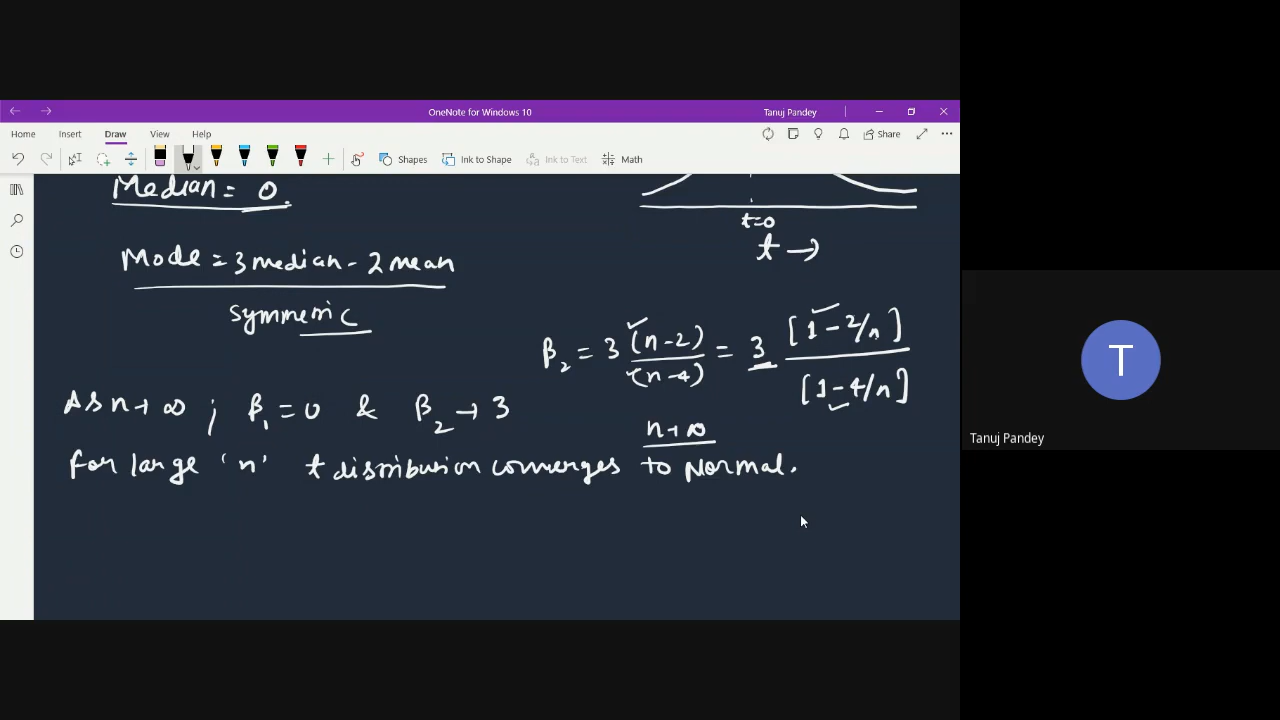 OneNote for Windows 10
Tanuj Pandey
Home Insert Draw View Help
Share
Shapes Ink to Shape Ink to Text Math
Median = 0.
t=0
t →
Mode = 3 median - 2 mean
symmetric
β₂ = 3 (n-2)/(n-4) = 3 [1 - 2/n]/[1 - 4/n]
As n → ∞ ; β₁ = 0 & β₂ → 3
n → ∞
For large 'n' t distribution converges to Normal.
T
Tanuj Pandey